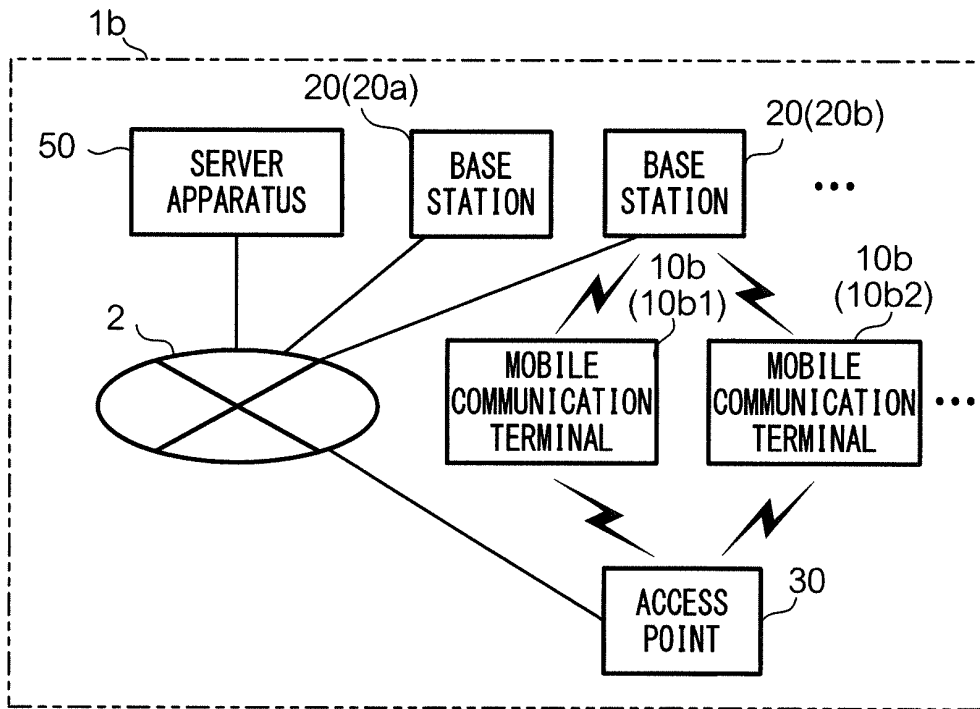 1b
20(20a)
20(20b)
50
SERVER
APPARATUS
BASE
STATION
BASE
STATION
...
10b
(10b1)
10b
(10b2)
2
MOBILE
COMMUNICATION
TERMINAL
MOBILE
COMMUNICATION
TERMINAL
...
ACCESS
POINT
30